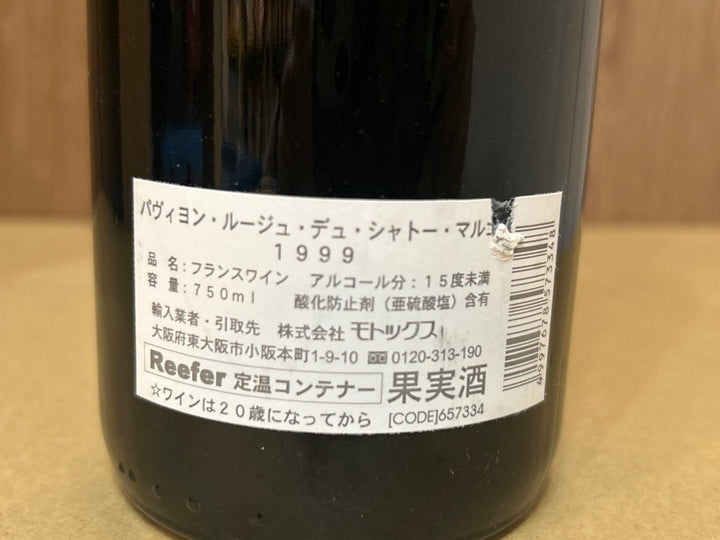 パヴィヨン・ルージュ・デュ・シャトー・マル
１９９９
品 名：フランスワイン アルコール分：１５度未満
容 量：７５０ｍｌ 酸化防止剤（亜硫酸塩）含有
輸入業者・引取先 株式会社 モトックス
大阪府東大阪市小阪本町1-9-10 0120-313-190
Reefer 定温コンテナー 果実酒
☆ワインは２０歳になってから [CODE]657334
4997678573348